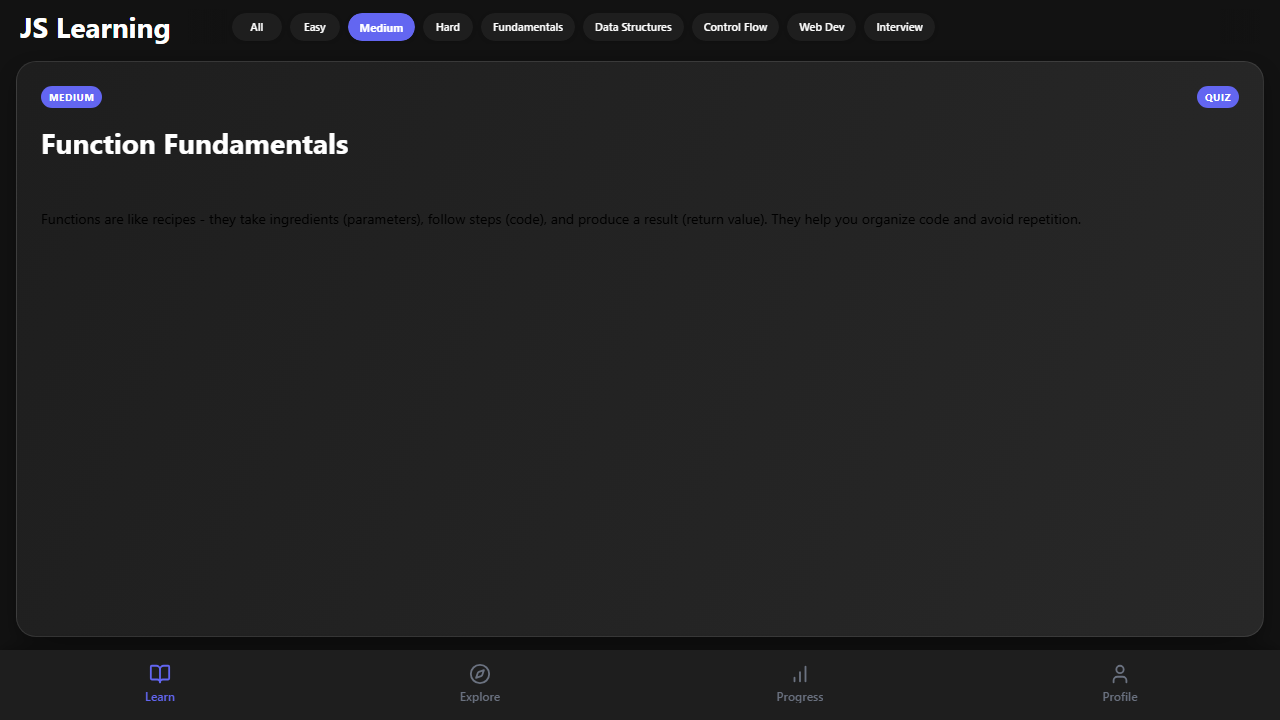 JS Learning
All Easy Medium Hard Fundamentals Data Structures Control Flow Web Dev Interview
MEDIUM QUIZ
Function Fundamentals
Functions are like recipes - they take ingredients (parameters), follow steps (code), and produce a result (return value). They help you organize code and avoid repetition.
Learn Explore Progress Profile